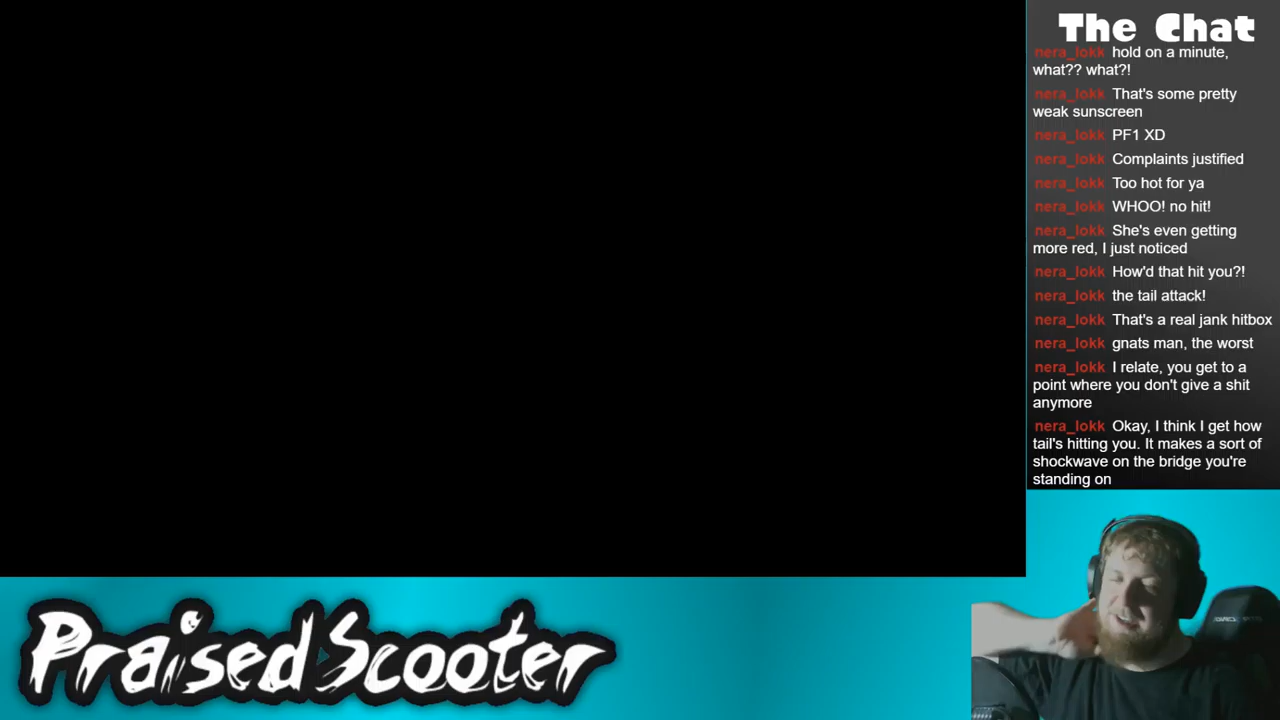 The Chat
nera_lokk hold on a minute,
what?? what?!
nera_lokk That's some pretty
weak sunscreen
nera_lokk PF1 XD
nera_lokk Complaints justified
nera_lokk Too hot for ya
nera_lokk WHOO! no hit!
nera_lokk She's even getting
more red, I just noticed
nera_lokk How'd that hit you?!
nera_lokk the tail attack!
nera_lokk That's a real jank hitbox
nera_lokk gnats man, the worst
nera_lokk I relate, you get to a
point where you don't give a shit
anymore
nera_lokk Okay, I think I get how
tail's hitting you. It makes a sort of
shockwave on the bridge you're
standing on
PraisedScooter